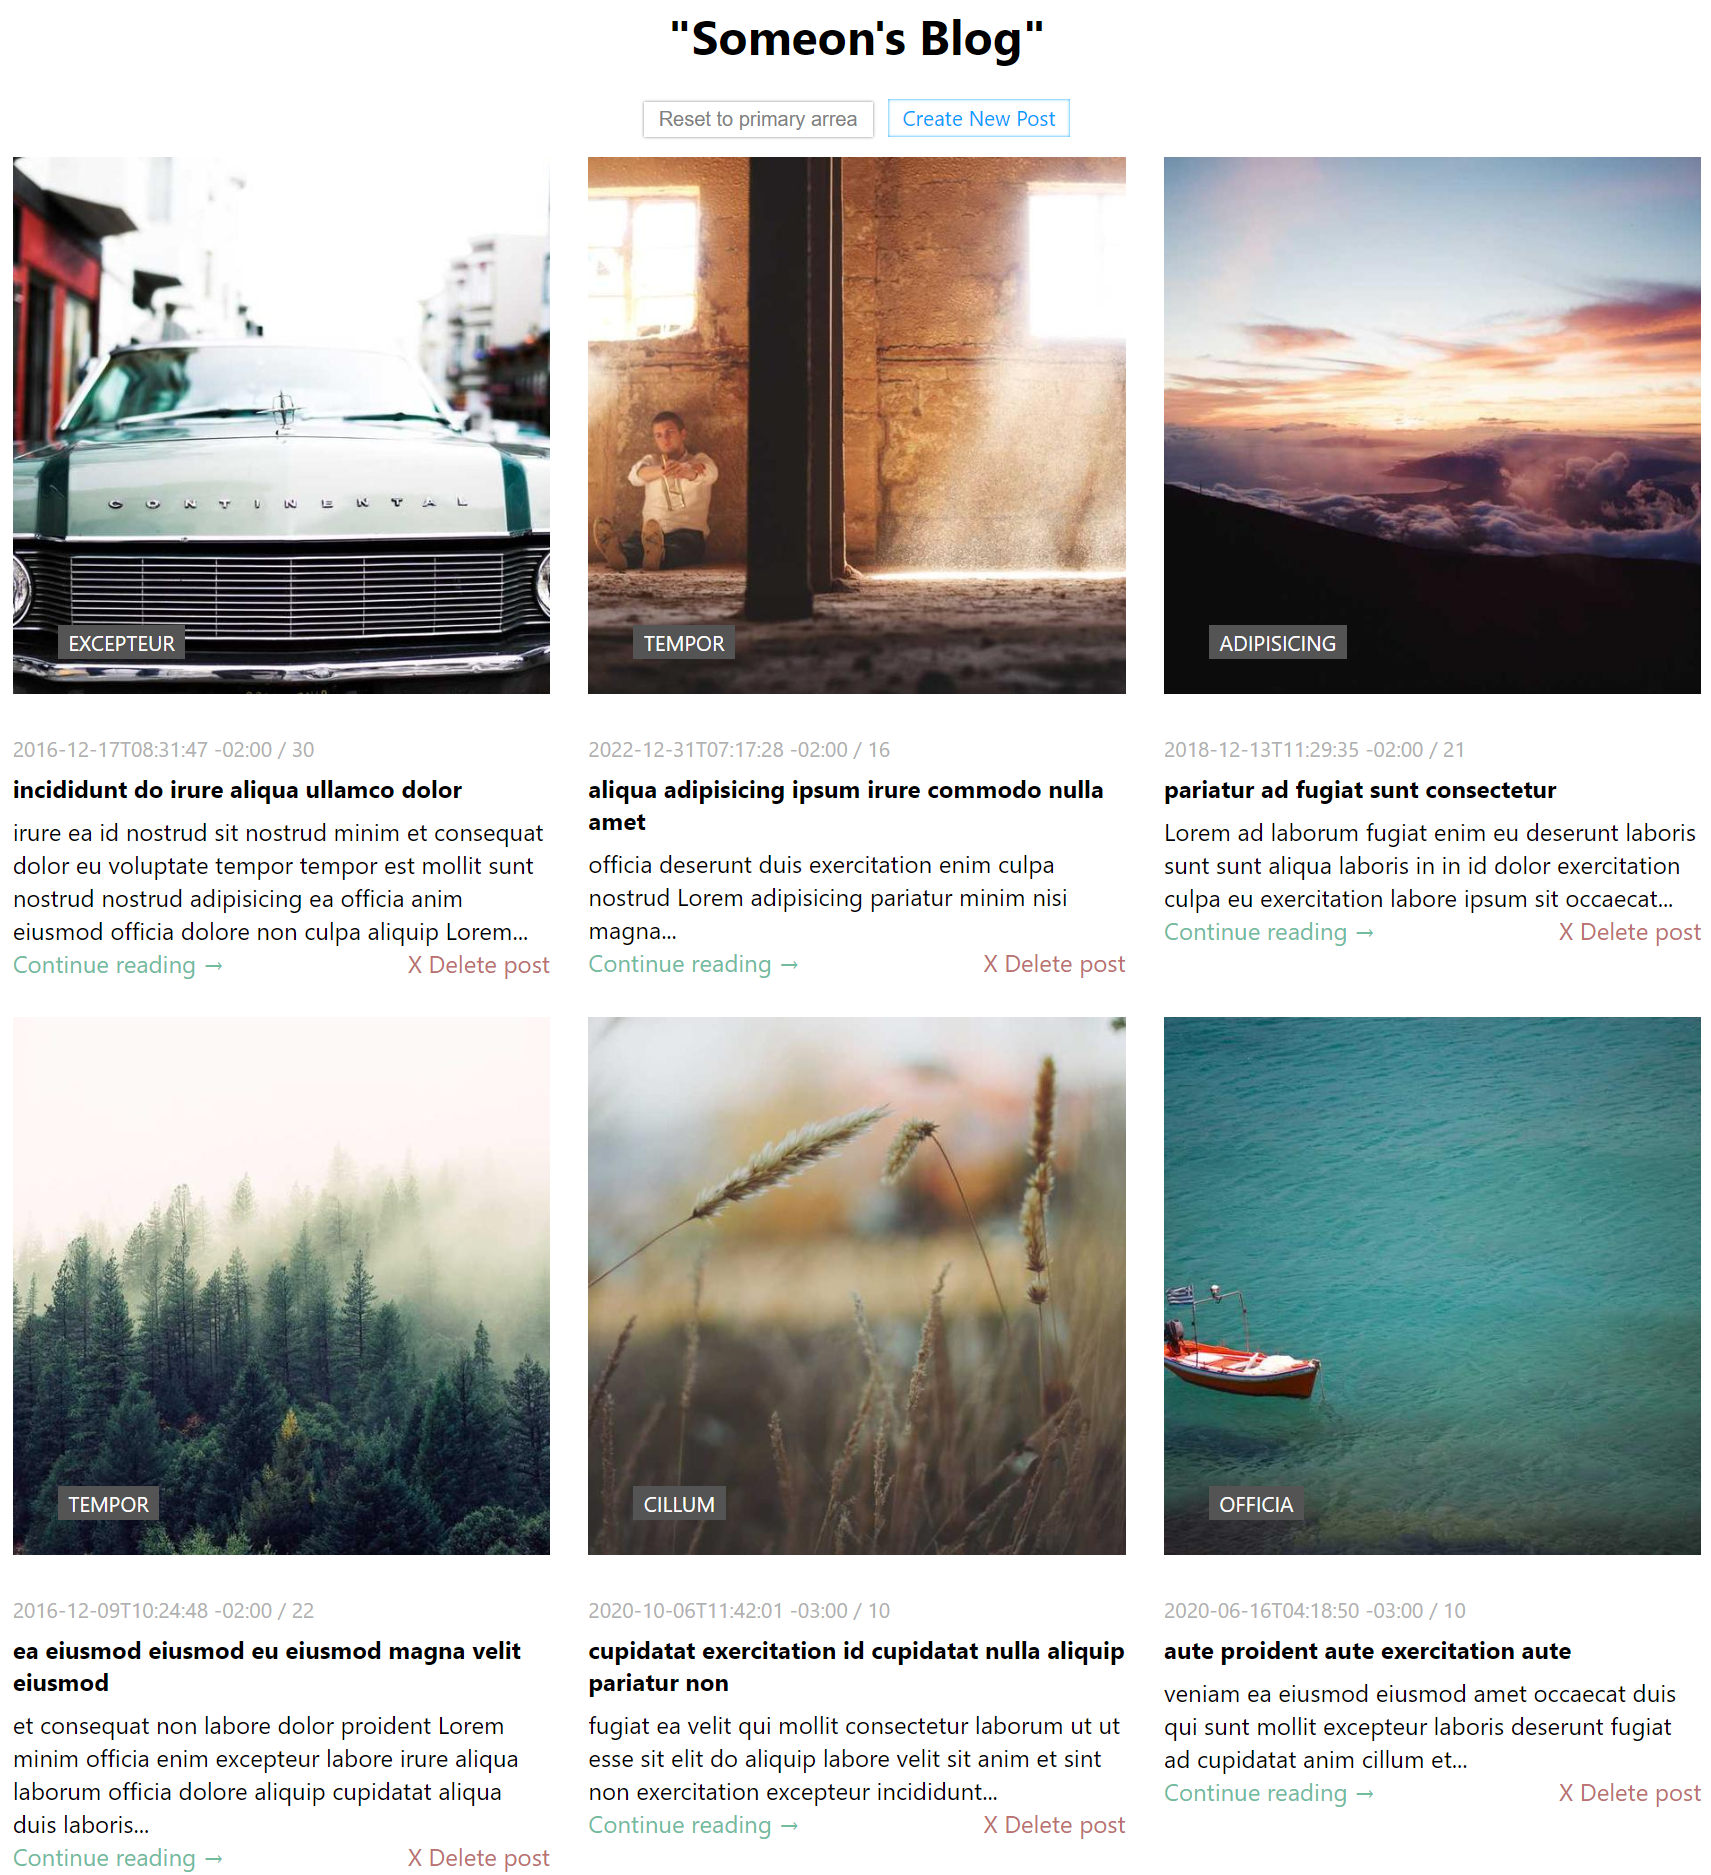 "Someon's Blog"
Reset to primary arrea
Create New Post
CONTINENTAL
EXCEPTEUR
2016-12-17T08:31:47 -02:00 / 30
incididunt do irure aliqua ullamco dolor
irure ea id nostrud sit nostrud minim et consequat
dolor eu voluptate tempor tempor est mollit sunt
nostrud nostrud adipisicing ea officia anim
eiusmod officia dolore non culpa aliquip Lorem...
Continue reading →
X Delete post
TEMPOR
2022-12-31T07:17:28 -02:00 / 16
aliqua adipisicing ipsum irure commodo nulla
amet
officia deserunt duis exercitation enim culpa
nostrud Lorem adipisicing pariatur minim nisi
magna...
Continue reading →
X Delete post
ADIPISICING
2018-12-13T11:29:35 -02:00 / 21
pariatur ad fugiat sunt consectetur
Lorem ad laborum fugiat enim eu deserunt laboris
sunt sunt aliqua laboris in in id dolor exercitation
culpa eu exercitation labore ipsum sit occaecat...
Continue reading →
X Delete post
TEMPOR
2016-12-09T10:24:48 -02:00 / 22
ea eiusmod eiusmod eu eiusmod magna velit
eiusmod
et consequat non labore dolor proident Lorem
minim officia enim excepteur labore irure aliqua
laborum officia dolore aliquip cupidatat aliqua
duis laboris...
Continue reading →
X Delete post
CILLUM
2020-10-06T11:42:01 -03:00 / 10
cupidatat exercitation id cupidatat nulla aliquip
pariatur non
fugiat ea velit qui mollit consectetur laborum ut ut
esse sit elit do aliquip labore velit sit anim et sint
non exercitation excepteur incididunt...
Continue reading →
X Delete post
OFFICIA
2020-06-16T04:18:50 -03:00 / 10
aute proident aute exercitation aute
veniam ea eiusmod eiusmod amet occaecat duis
qui sunt mollit excepteur laboris deserunt fugiat
ad cupidatat anim cillum et...
Continue reading →
X Delete post